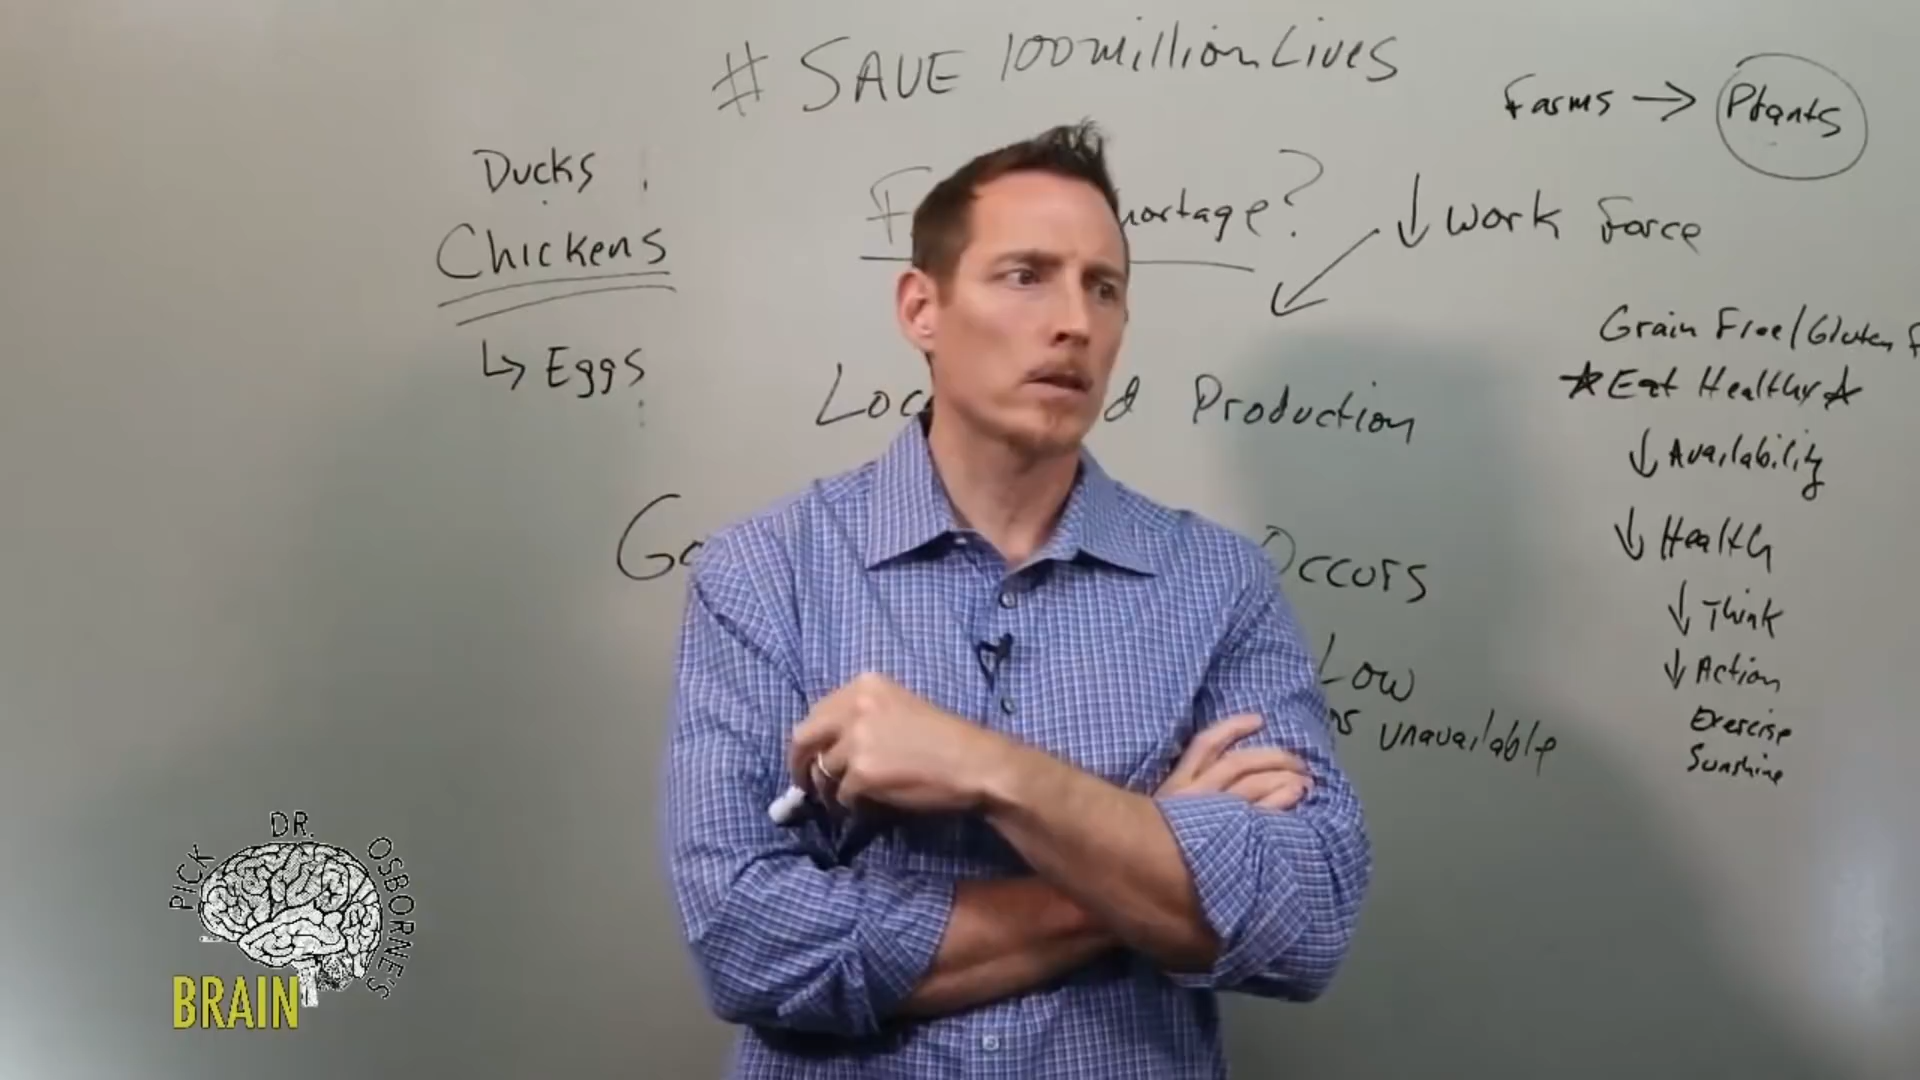 # SAVE 100 million Lives
Farms → Plants
Ducks
Chickens
↳ Eggs
↓ Work Force
Production
Occurs
Low
unavailable
Grain Free/Gluten F
☆ Eat Healthy ☆
↓ Availability
↓ Health
↓ Think
↓ Action
Exercise
Sunshine
PICK DR. OSBORNE'S
BRAIN